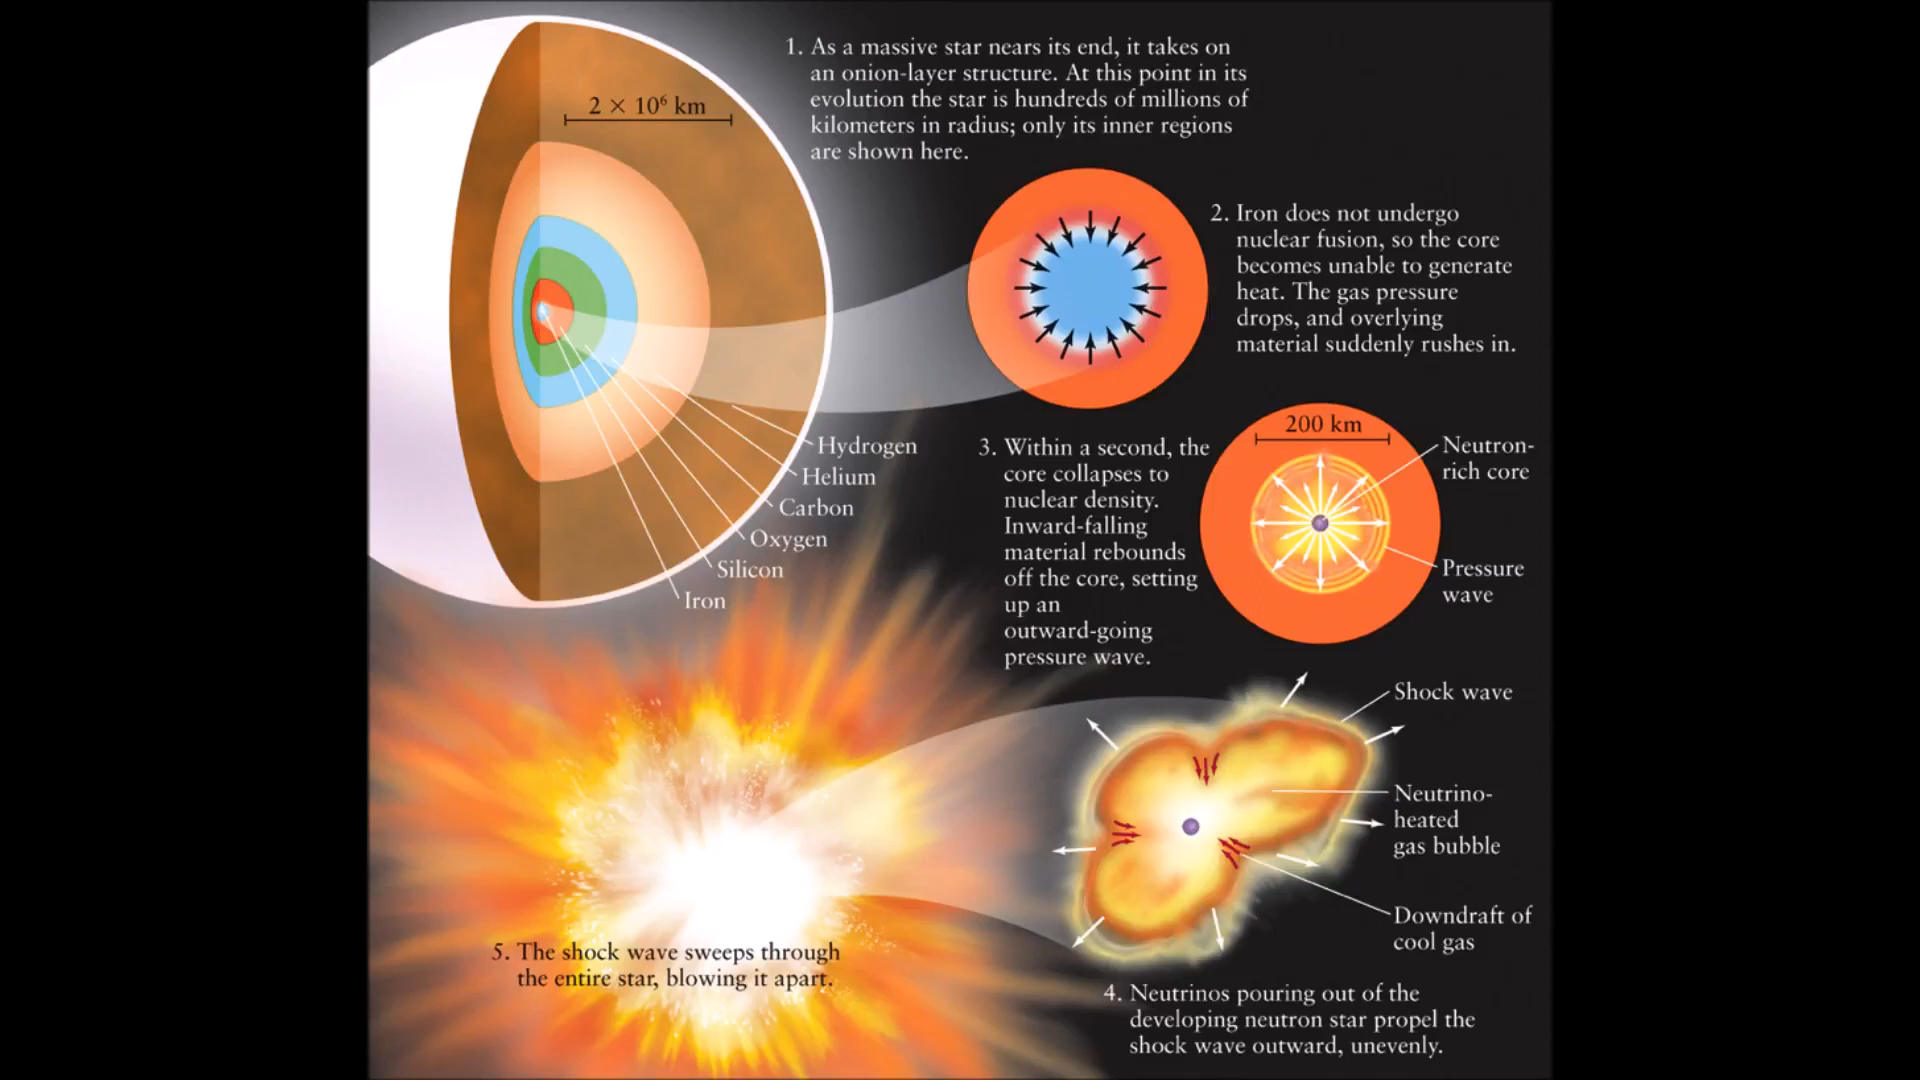 1. As a massive star nears its end, it takes on
an onion-layer structure. At this point in its
evolution the star is hundreds of millions of
kilometers in radius; only its inner regions
are shown here.
2 × 10⁶ km
Hydrogen
Helium
Carbon
Oxygen
Silicon
Iron
2. Iron does not undergo
nuclear fusion, so the core
becomes unable to generate
heat. The gas pressure
drops, and overlying
material suddenly rushes in.
3. Within a second, the
core collapses to
nuclear density.
Inward-falling
material rebounds
off the core, setting
up an
outward-going
pressure wave.
200 km
Neutron-
rich core
Pressure
wave
Shock wave
Neutrino-
heated
gas bubble
Downdraft of
cool gas
4. Neutrinos pouring out of the
developing neutron star propel the
shock wave outward, unevenly.
5. The shock wave sweeps through
the entire star, blowing it apart.